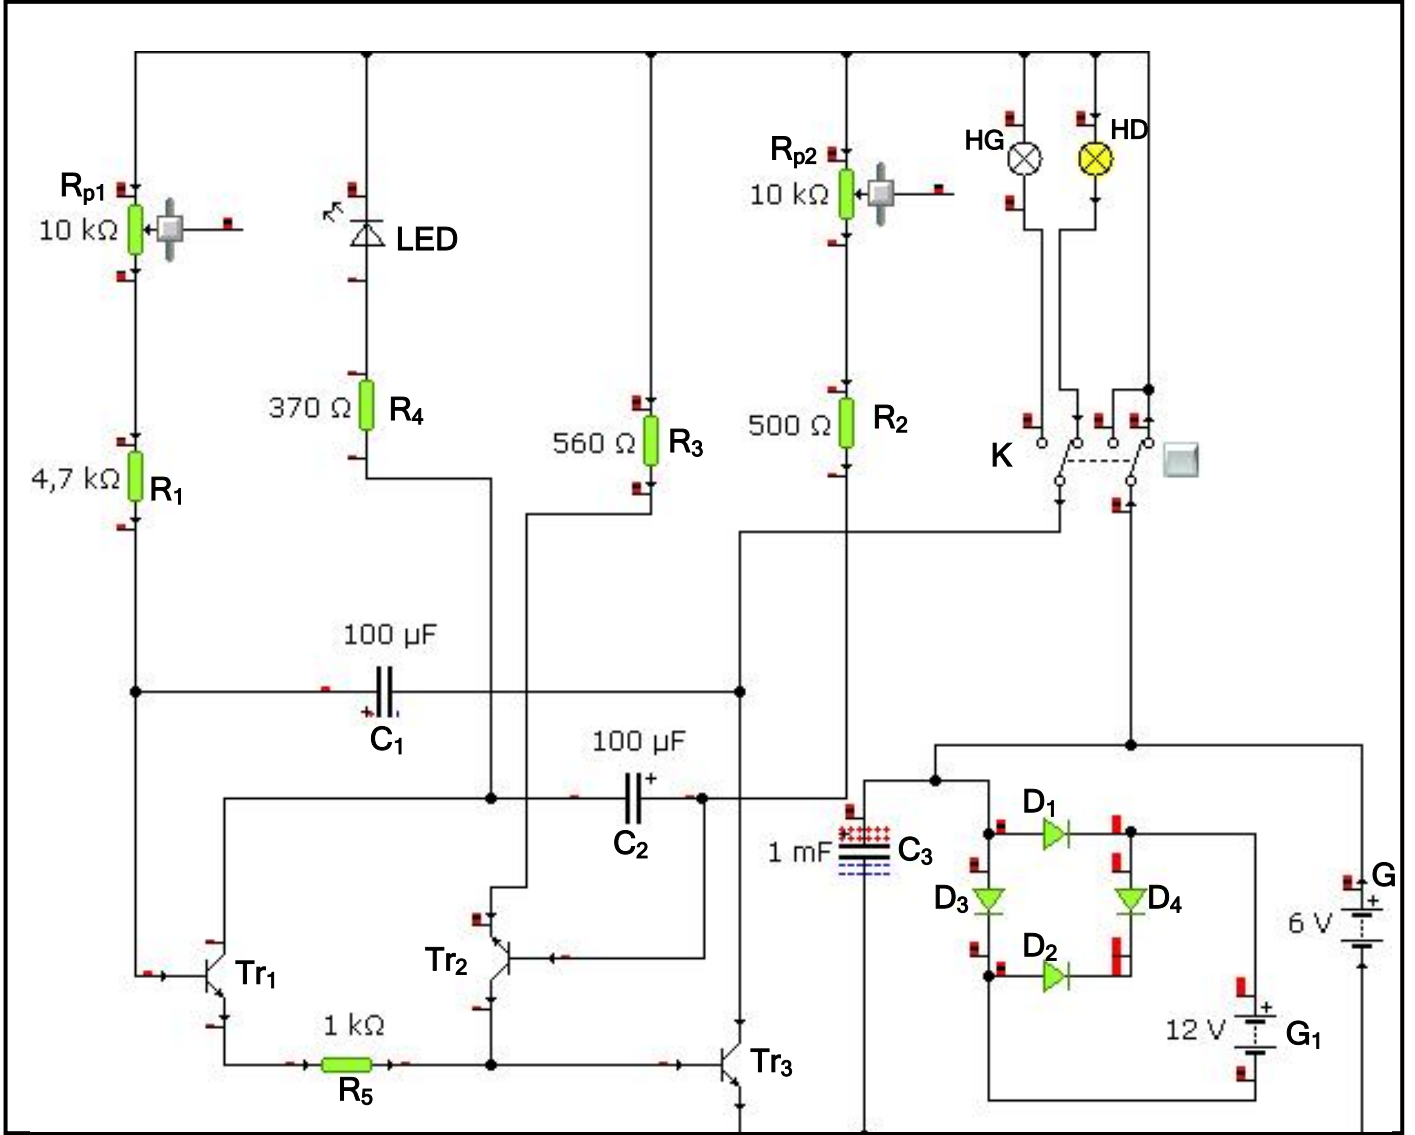 HG
HD
Rp1
10 kΩ
Rp2
10 kΩ
LED
370 Ω
R4
560 Ω
R3
500 Ω
R2
K
4,7 kΩ
R1
100 µF
+
C1
100 µF
+
C2
D1
1 mF
+
C3
D3
D4
G
+
6 V
D2
Tr2
Tr1
+
12 V
G1
1 kΩ
R5
Tr3